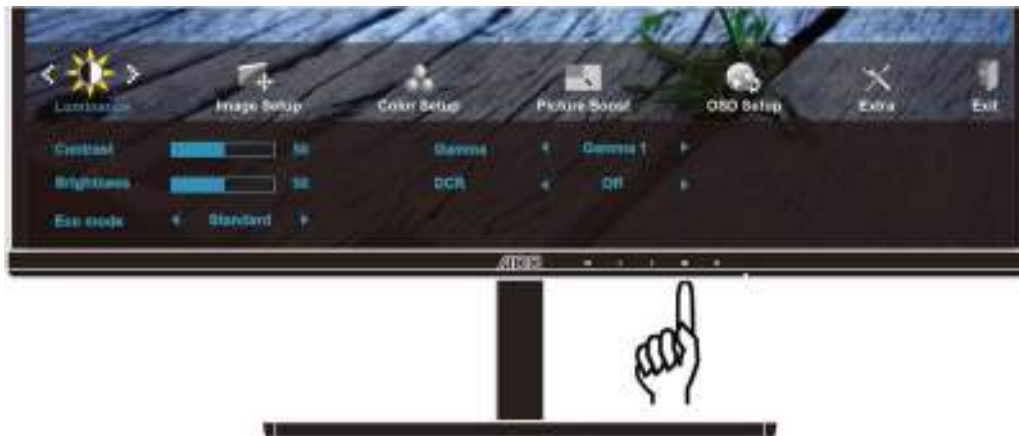 Luminance Image Setup Color Setup Picture Boost OSD Setup Extra Exit
Contrast 50 Gamma Gamma 1
Brightness 50 DCR Off
Eco mode Standard
AOC